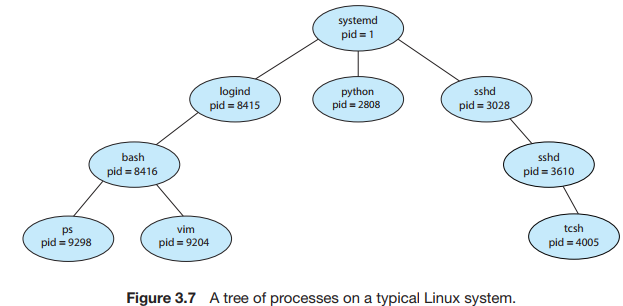 systemd
pid = 1
logind
pid = 8415
python
pid = 2808
sshd
pid = 3028
bash
pid = 8416
sshd
pid = 3610
ps
pid = 9298
vim
pid = 9204
tcsh
pid = 4005
Figure 3.7 A tree of processes on a typical Linux system.